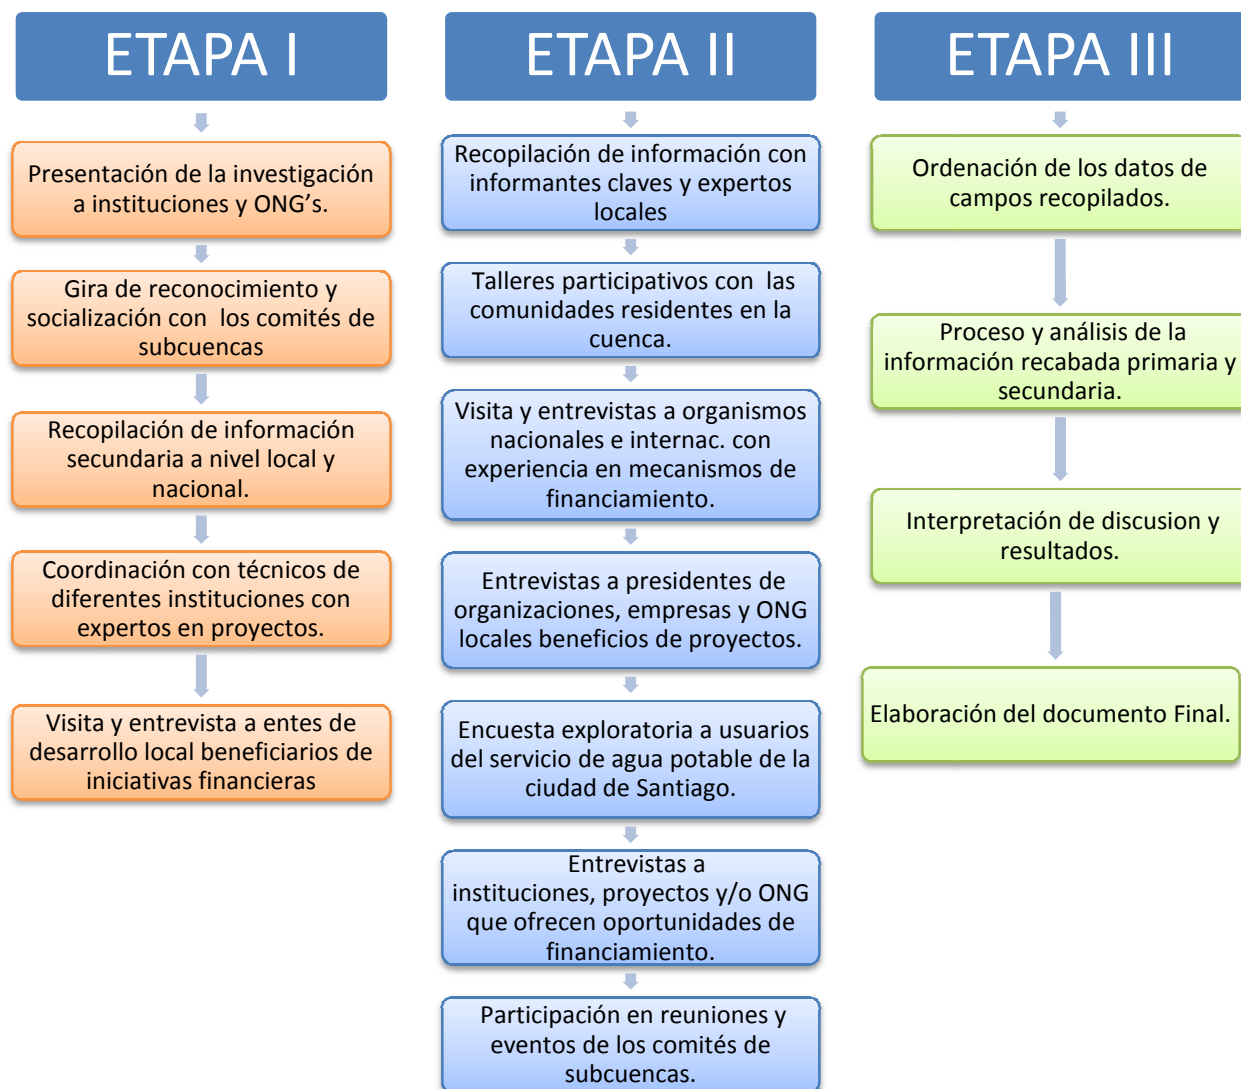 ETAPA I
Presentación de la investigación
a instituciones y ONG's.
Gira de reconocimiento y
socialización con los comités de
subcuencas
Recopilación de información
secundaria a nivel local y
nacional.
Coordinación con técnicos de
diferentes instituciones con
expertos en proyectos.
Visita y entrevista a entes de
desarrollo local beneficiarios de
iniciativas financieras
ETAPA II
Recopilación de información con
informantes claves y expertos
locales
Talleres participativos con las
comunidades residentes en la
cuenca.
Visita y entrevistas a organismos
nacionales e internac. con
experiencia en mecanismos de
financiamiento.
Entrevistas a presidentes de
organizaciones, empresas y ONG
locales beneficios de proyectos.
Encuesta exploratoria a usuarios
del servicio de agua potable de la
ciudad de Santiago.
Entrevistas a
instituciones, proyectos y/o ONG
que ofrecen oportunidades de
financiamiento.
Participación en reuniones y
eventos de los comités de
subcuencas.
ETAPA III
Ordenación de los datos de
campos recopilados.
Proceso y análisis de la
información recabada primaria y
secundaria.
Interpretación de discusion y
resultados.
Elaboración del documento Final.